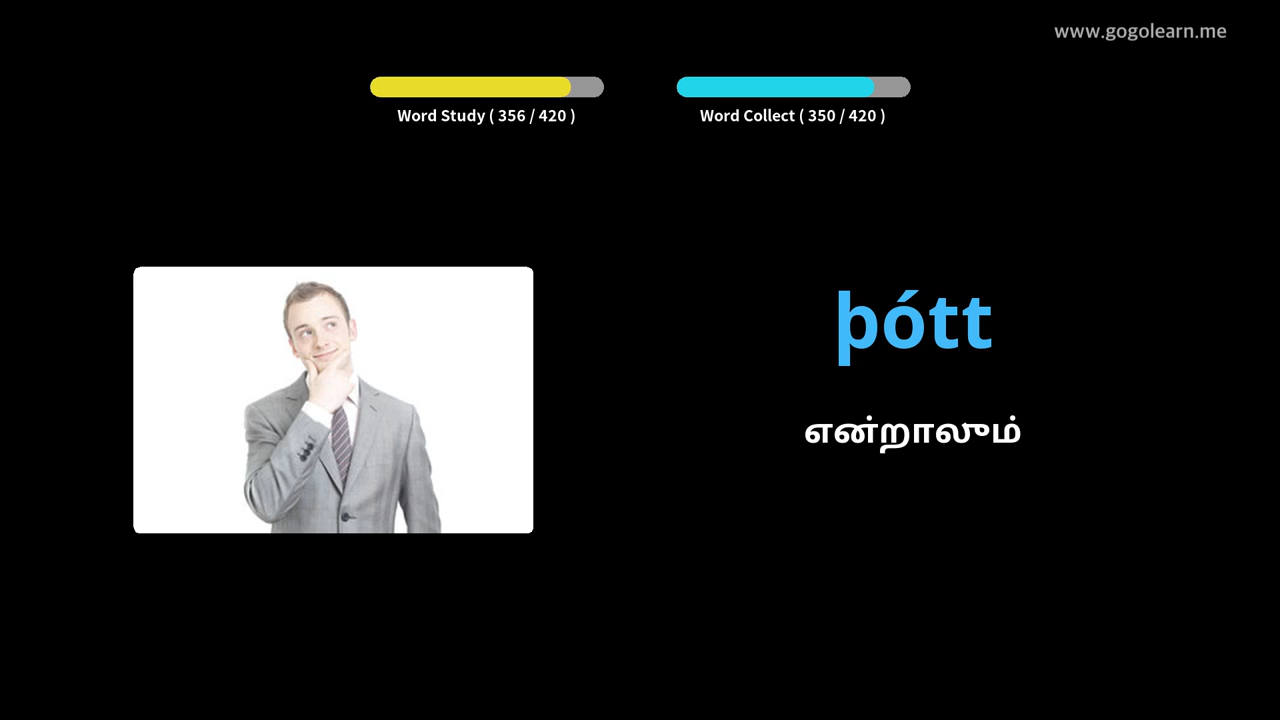 www.gogolearn.me
Word Study ( 356 / 420 )
Word Collect ( 350 / 420 )
þótt
என்றாலும்